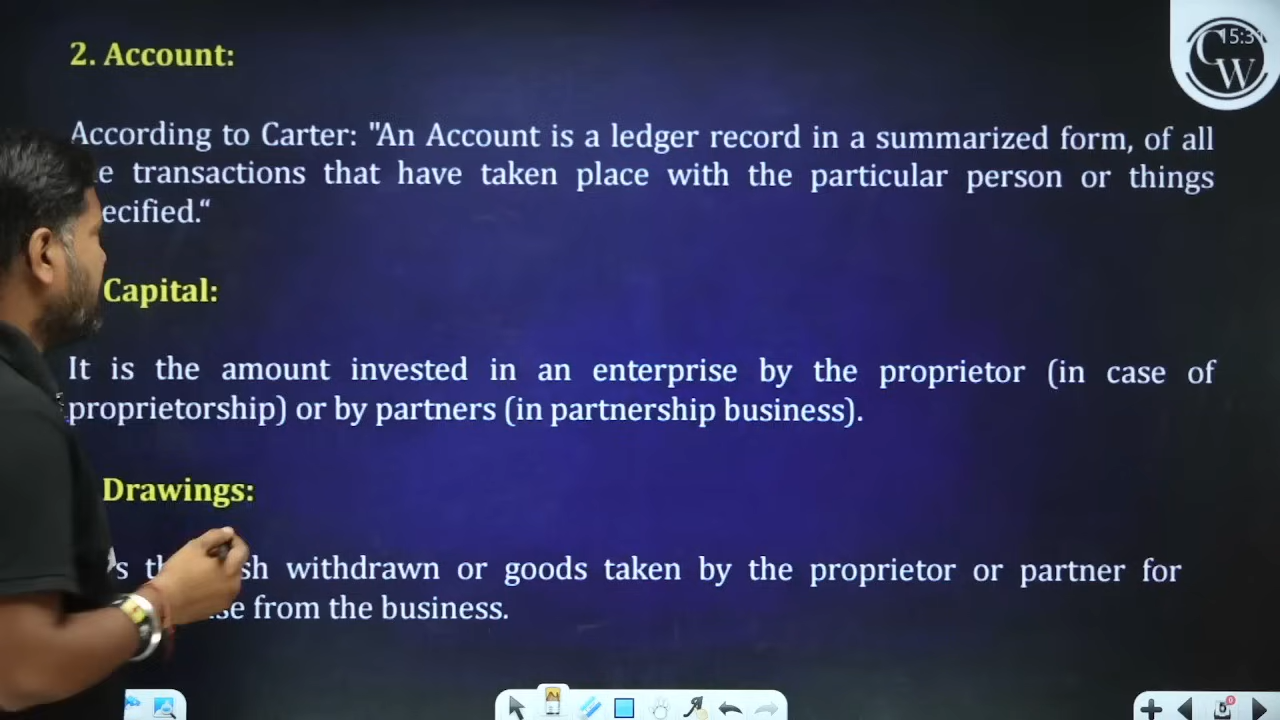 2. Account:
According to Carter: "An Account is a ledger record in a summarized form, of all
transactions that have taken place with the particular person or things
ecified.“
Capital:
It is the amount invested in an enterprise by the proprietor (in case of
proprietorship) or by partners (in partnership business).
Drawings:
withdrawn or goods taken by the proprietor or partner for
from the business.
CW